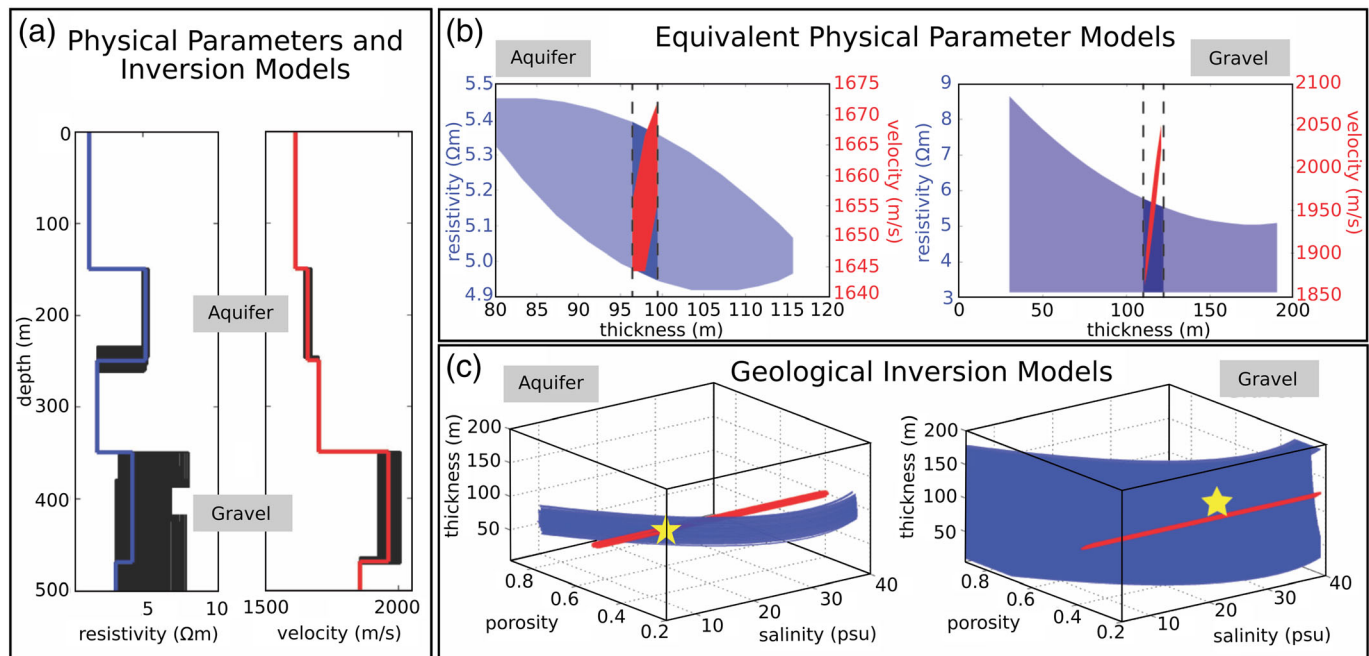 (a) Physical Parameters and
Inversion Models
0
100
200
300
400
500
depth (m)
Aquifer
Gravel
5 10
resistivity (Ωm)
1500 2000
velocity (m/s)
(b) Equivalent Physical Parameter Models
Aquifer
5.5
5.4
5.3
5.2
5.1
5.0
4.9
resistivity (Ωm)
80 85 90 95 100 105 110 115 120
thickness (m)
1675
1670
1665
1660
1655
1650
1645
1640
velocity (m/s)
Gravel
9
8
7
6
5
4
3
resistivity (Ωm)
0 50 100 150 200
thickness (m)
2100
2050
2000
1950
1900
1850
velocity (m/s)
(c) Geological Inversion Models
Aquifer
200
150
100
50
thickness (m)
0.8 0.6 0.4 0.2
porosity
10 20 30 40
salinity (psu)
Gravel
200
150
100
50
thickness (m)
0.8 0.6 0.4 0.2
porosity
10 20 30 40
salinity (psu)